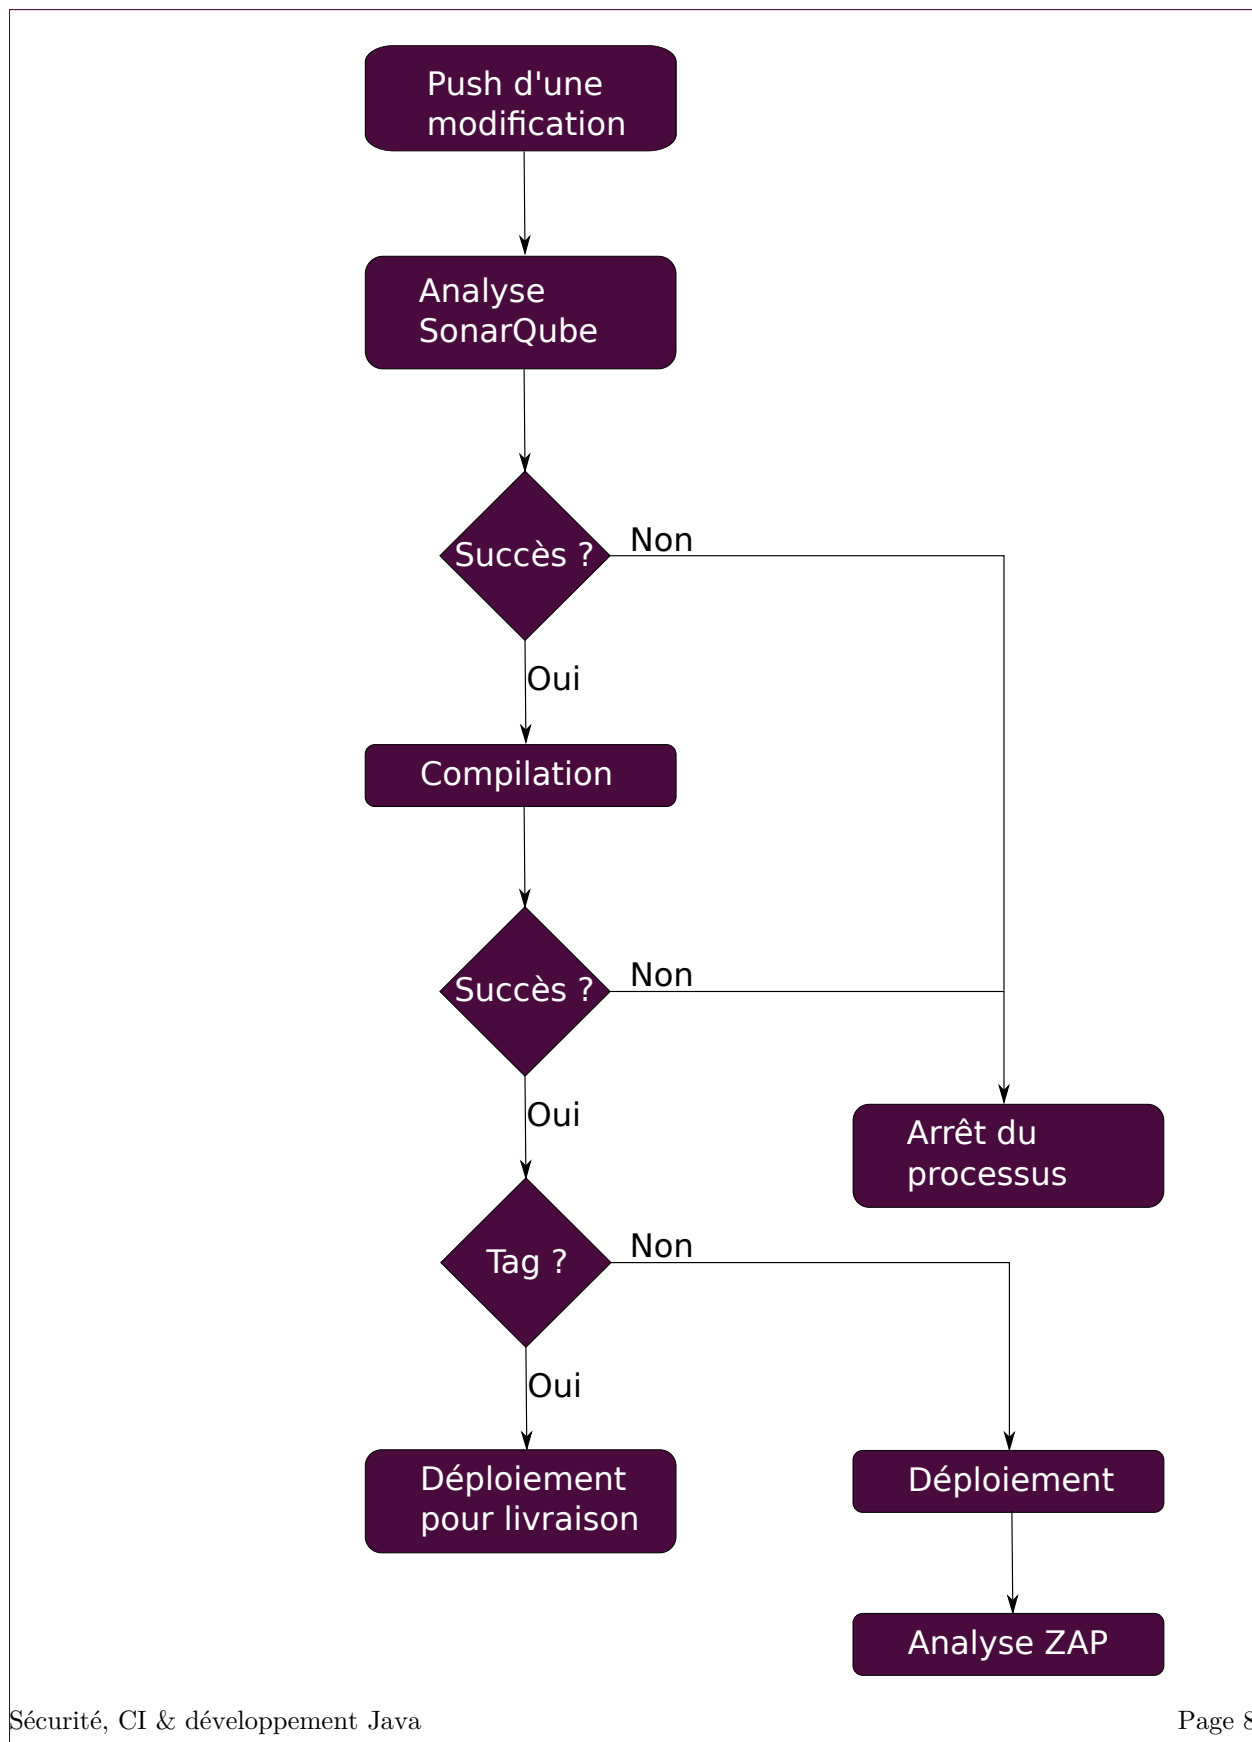 Push d'une
modification
Analyse
SonarQube
Succès ?
Non
Oui
Compilation
Succès ?
Non
Oui
Arrêt du
processus
Tag ?
Non
Oui
Déploiement
pour livraison
Déploiement
Analyse ZAP
Sécurité, CI & développement Java
Page 8